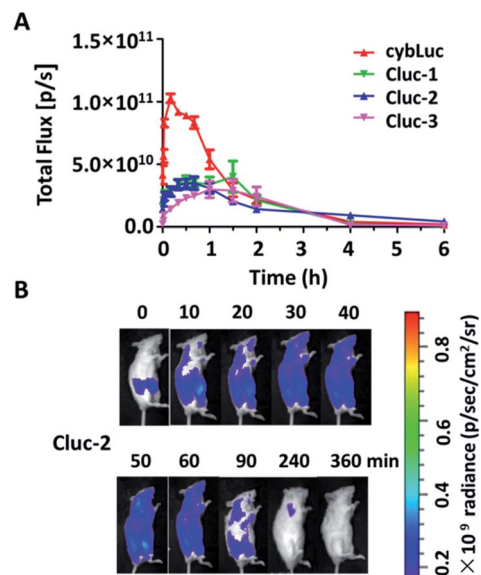 A
Total Flux [p/s]
1.5×10¹¹
1.0×10¹¹
5.0×10¹⁰
0.0
0 1 2 3 4 5 6
Time (h)
cybLuc
Cluc-1
Cluc-2
Cluc-3
B
0 10 20 30 40
Cluc-2
50 60 90 240 360 min
0.8
0.6
0.4
0.2
×10⁹ radiance (p/sec/cm²/sr)